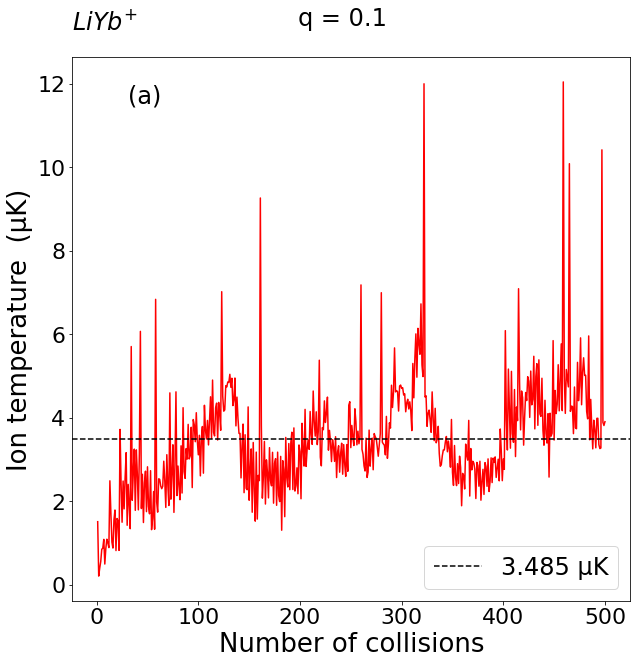 LiYb⁺ q = 0.1
(a)
Ion temperature (μK)
12
10
8
6
4
2
0
3.485 μK
0 100 200 300 400 500
Number of collisions